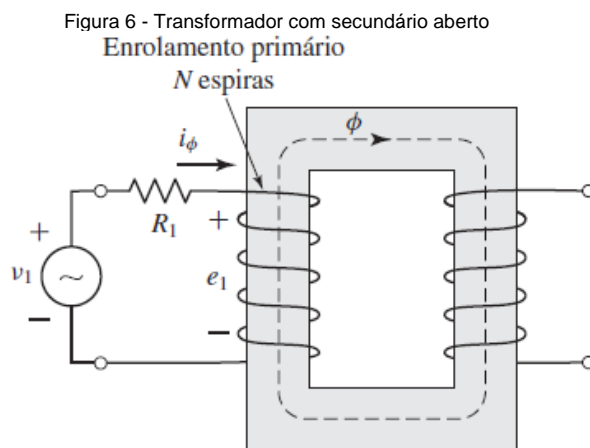 Figura 6 - Transformador com secundário aberto
Enrolamento primário
N espiras
iϕ
ϕ
R1
+
+
v1
~
e1
−
−